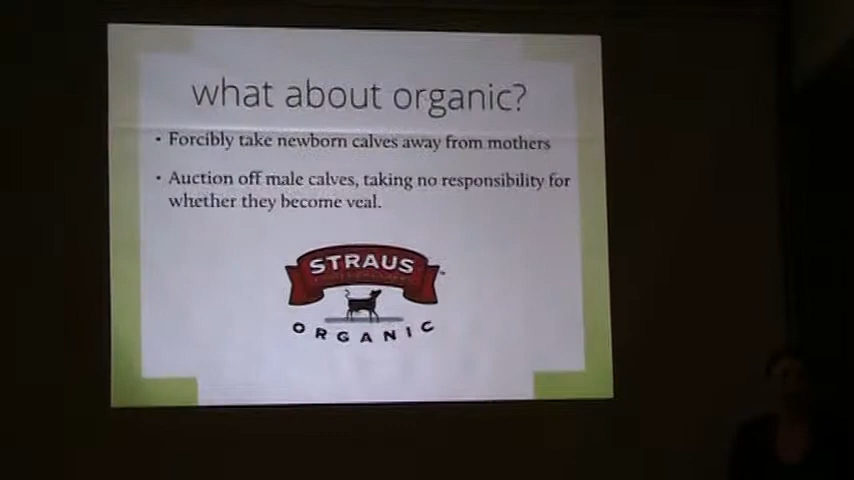 what about organic?
• Forcibly take newborn calves away from mothers
• Auction off male calves, taking no responsibility for
whether they become veal.
STRAUS
ORGANIC